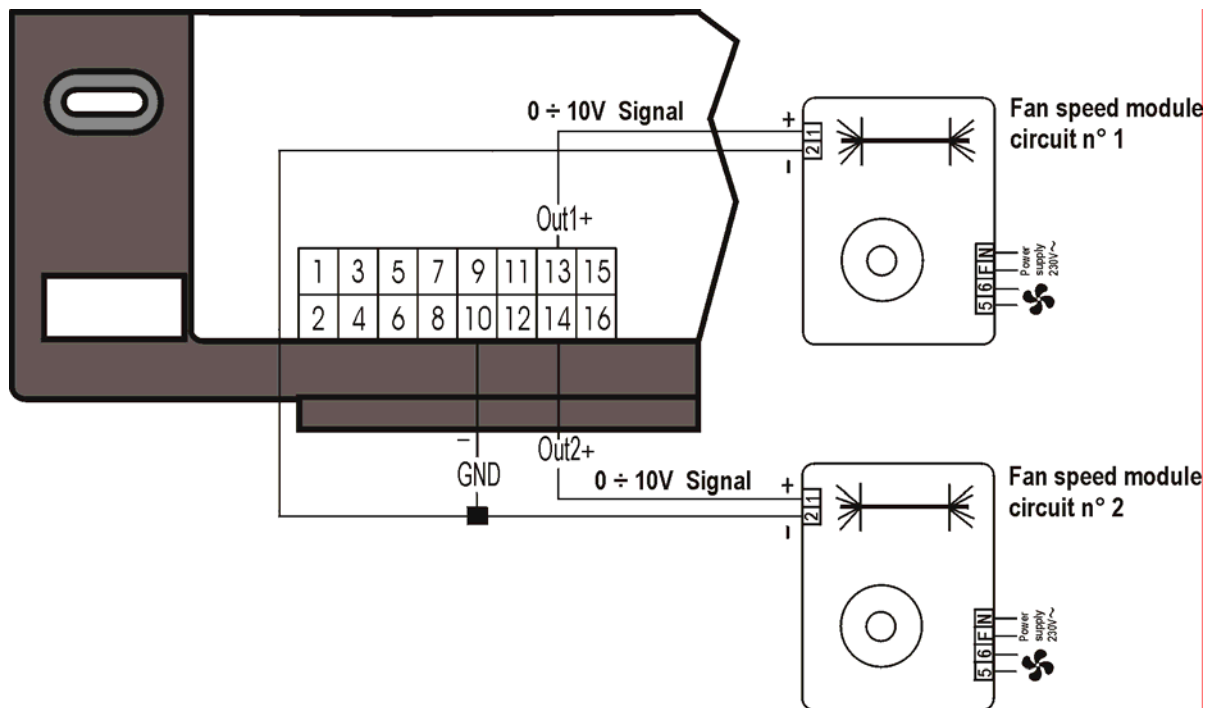 0 ÷ 10V Signal
+
1
2
-
Fan speed module
circuit n° 1
Out1+
N
F
6
5
Power
supply
230V~
1 3 5 7 9 11 13 15
2 4 6 8 10 12 14 16
-
GND
Out2+
0 ÷ 10V Signal
+
1
2
-
Fan speed module
circuit n° 2
N
F
6
5
Power
supply
230V~